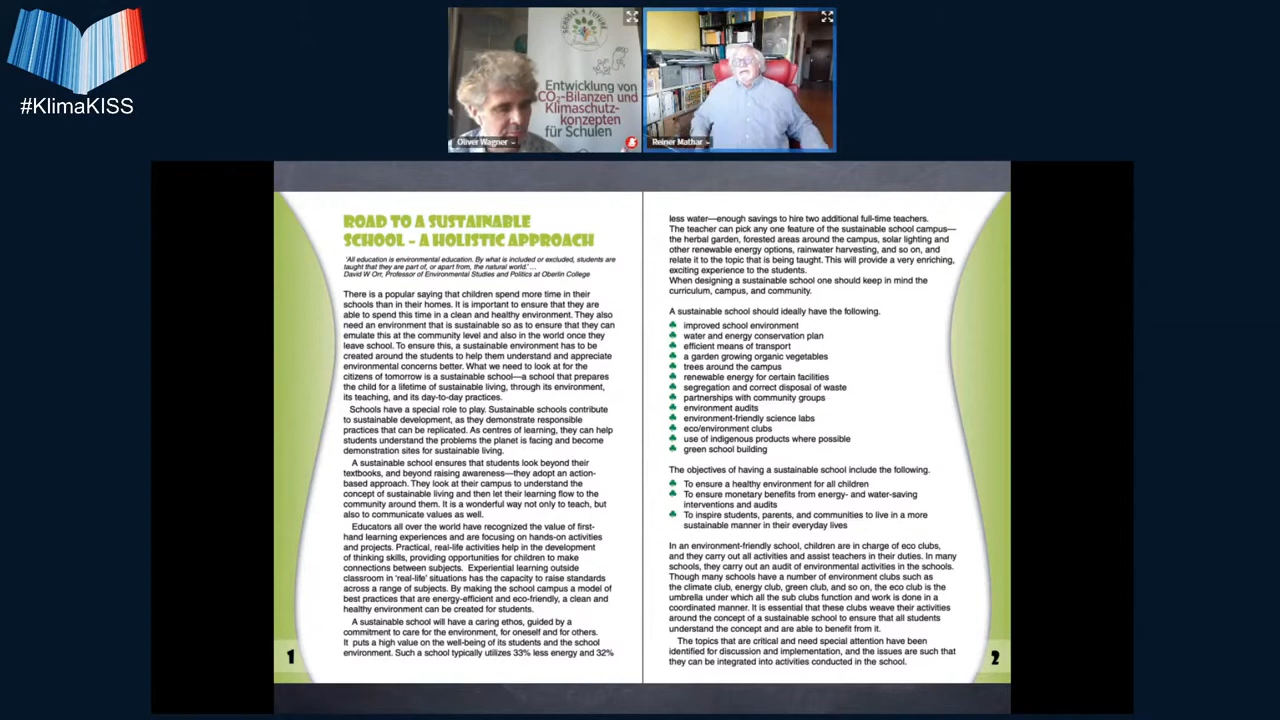 #KlimaKISS
SCHOOLS 4 FUTURE
Entwicklung von
CO₂-Bilanzen und
Klimaschutz-
konzepten
für Schulen
Oliver Wagner
Reiner Mathar
ROAD TO A SUSTAINABLE
SCHOOL – A HOLISTIC APPROACH
'All education is environmental education. By what is included or excluded, students are
taught that they are part of, or apart from, the natural world.' ...
David W Orr, Professor of Environmental Studies and Politics at Oberlin College
There is a popular saying that children spend more time in their
schools than in their homes. It is important to ensure that they are
able to spend this time in a clean and healthy environment. They also
need an environment that is sustainable so as to ensure that they can
emulate this at the community level and also in the world once they
leave school. To ensure this, a sustainable environment has to be
created around the students to help them understand and appreciate
environmental concerns better. What we need to look at for the
citizens of tomorrow is a sustainable school—a school that prepares
the child for a lifetime of sustainable living, through its environment,
its teaching, and its day-to-day practices.
Schools have a special role to play. Sustainable schools contribute
to sustainable development, as they demonstrate responsible
practices that can be replicated. As centres of learning, they can help
students understand the problems the planet is facing and become
demonstration sites for sustainable living.
A sustainable school ensures that students look beyond their
textbooks, and beyond raising awareness—they adopt an action-
based approach. They look at their campus to understand the
concept of sustainable living and then let their learning flow to the
community around them. It is a wonderful way not only to teach, but
also to communicate values as well.
Educators all over the world have recognized the value of first-
hand learning experiences and are focusing on hands-on activities
and projects. Practical, real-life activities help in the development
of thinking skills, providing opportunities for children to make
connections between subjects. Experiential learning outside
classroom in 'real-life' situations has the capacity to raise standards
across a range of subjects. By making the school campus a model of
best practices that are energy-efficient and eco-friendly, a clean and
healthy environment can be created for students.
A sustainable school will have a caring ethos, guided by a
commitment to care for the environment, for oneself and for others.
It puts a high value on the well-being of its students and the school
environment. Such a school typically utilizes 33% less energy and 32%
1
less water—enough savings to hire two additional full-time teachers.
The teacher can pick any one feature of the sustainable school campus—
the herbal garden, forested areas around the campus, solar lighting and
other renewable energy options, rainwater harvesting, and so on, and
relate it to the topic that is being taught. This will provide a very enriching,
exciting experience to the students.
When designing a sustainable school one should keep in mind the
curriculum, campus, and community.
A sustainable school should ideally have the following.
improved school environment
water and energy conservation plan
efficient means of transport
a garden growing organic vegetables
trees around the campus
renewable energy for certain facilities
segregation and correct disposal of waste
partnerships with community groups
environment audits
environment-friendly science labs
eco/environment clubs
use of indigenous products where possible
green school building
The objectives of having a sustainable school include the following.
To ensure a healthy environment for all children
To ensure monetary benefits from energy- and water-saving
interventions and audits
To inspire students, parents, and communities to live in a more
sustainable manner in their everyday lives
In an environment-friendly school, children are in charge of eco clubs,
and they carry out all activities and assist teachers in their duties. In many
schools, they carry out an audit of environmental activities in the schools.
Though many schools have a number of environment clubs such as
the climate club, energy club, green club, and so on, the eco club is the
umbrella under which all the sub clubs function and work is done in a
coordinated manner. It is essential that these clubs weave their activities
around the concept of a sustainable school to ensure that all students
understand the concept and are able to benefit from it.
The topics that are critical and need special attention have been
identified for discussion and implementation, and the issues are such that
they can be integrated into activities conducted in the school.
2